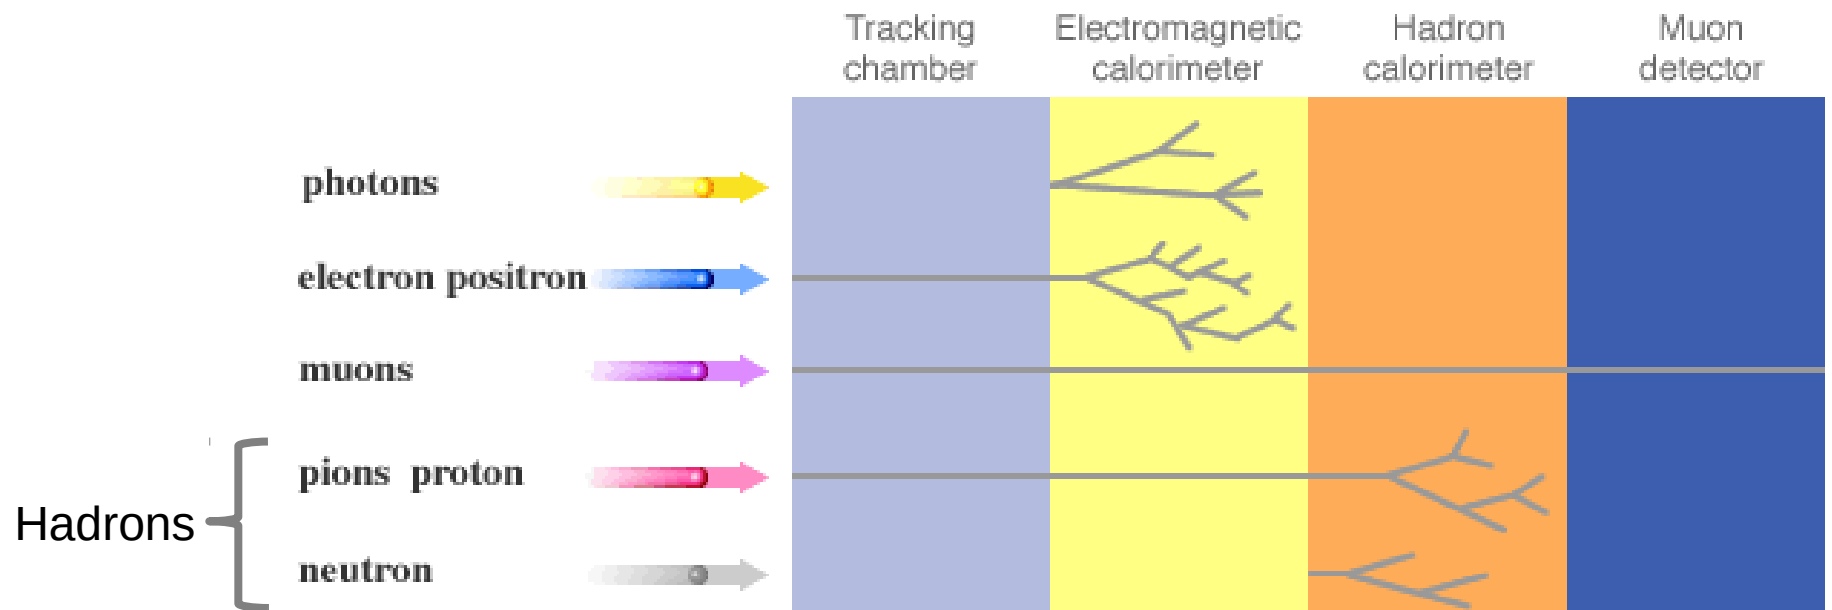 Tracking chamber
Electromagnetic calorimeter
Hadron calorimeter
Muon detector
photons
electron positron
muons
pions proton
Hadrons
neutron